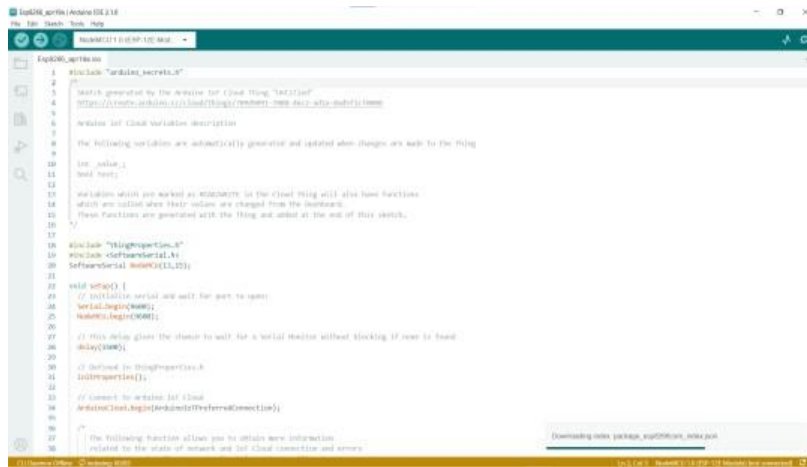 Esp8266_aprilia | Arduino IDE 2.1.0
File Edit Sketch Tools Help
NodeMCU 1.0 (ESP-12E Mod...
1 #include "arduino_secrets.h"
2 /*
3 Sketch generated by the Arduino IoT Cloud Thing "Untitled"
4
5
6 Arduino IoT Cloud Variables description
7
8 The following variables are automatically generated and updated when changes are made to the Thing
9
10 int _value_;
11 bool test;
12
13 Variables which are marked as READ/WRITE in the Cloud Thing will also have functions
14 which are called when their values are changed from the Dashboard.
15 These functions are generated with the Thing and added at the end of this sketch.
16 */
17
18 #include "thingProperties.h"
19 #include <SoftwareSerial.h>
20 SoftwareSerial NodeMCU(13,15);
21
22 void setup() {
23 // Initialize serial and wait for port to open:
24 Serial.begin(9600);
25 NodeMCU.begin(9600);
26
27 // This delay gives the chance to wait for a Serial Monitor without blocking if none is found
28 delay(1500);
29
30 // Defined in thingProperties.h
31 initProperties();
32
33 // Connect to Arduino IoT Cloud
34 ArduinoCloud.begin(ArduinoIoTPreferredConnection);
35
36 /*
37 The following function allows you to obtain more information
38 related to the state of network and IoT Cloud connection and errors
Downloading index: package_esp8266com_index.json